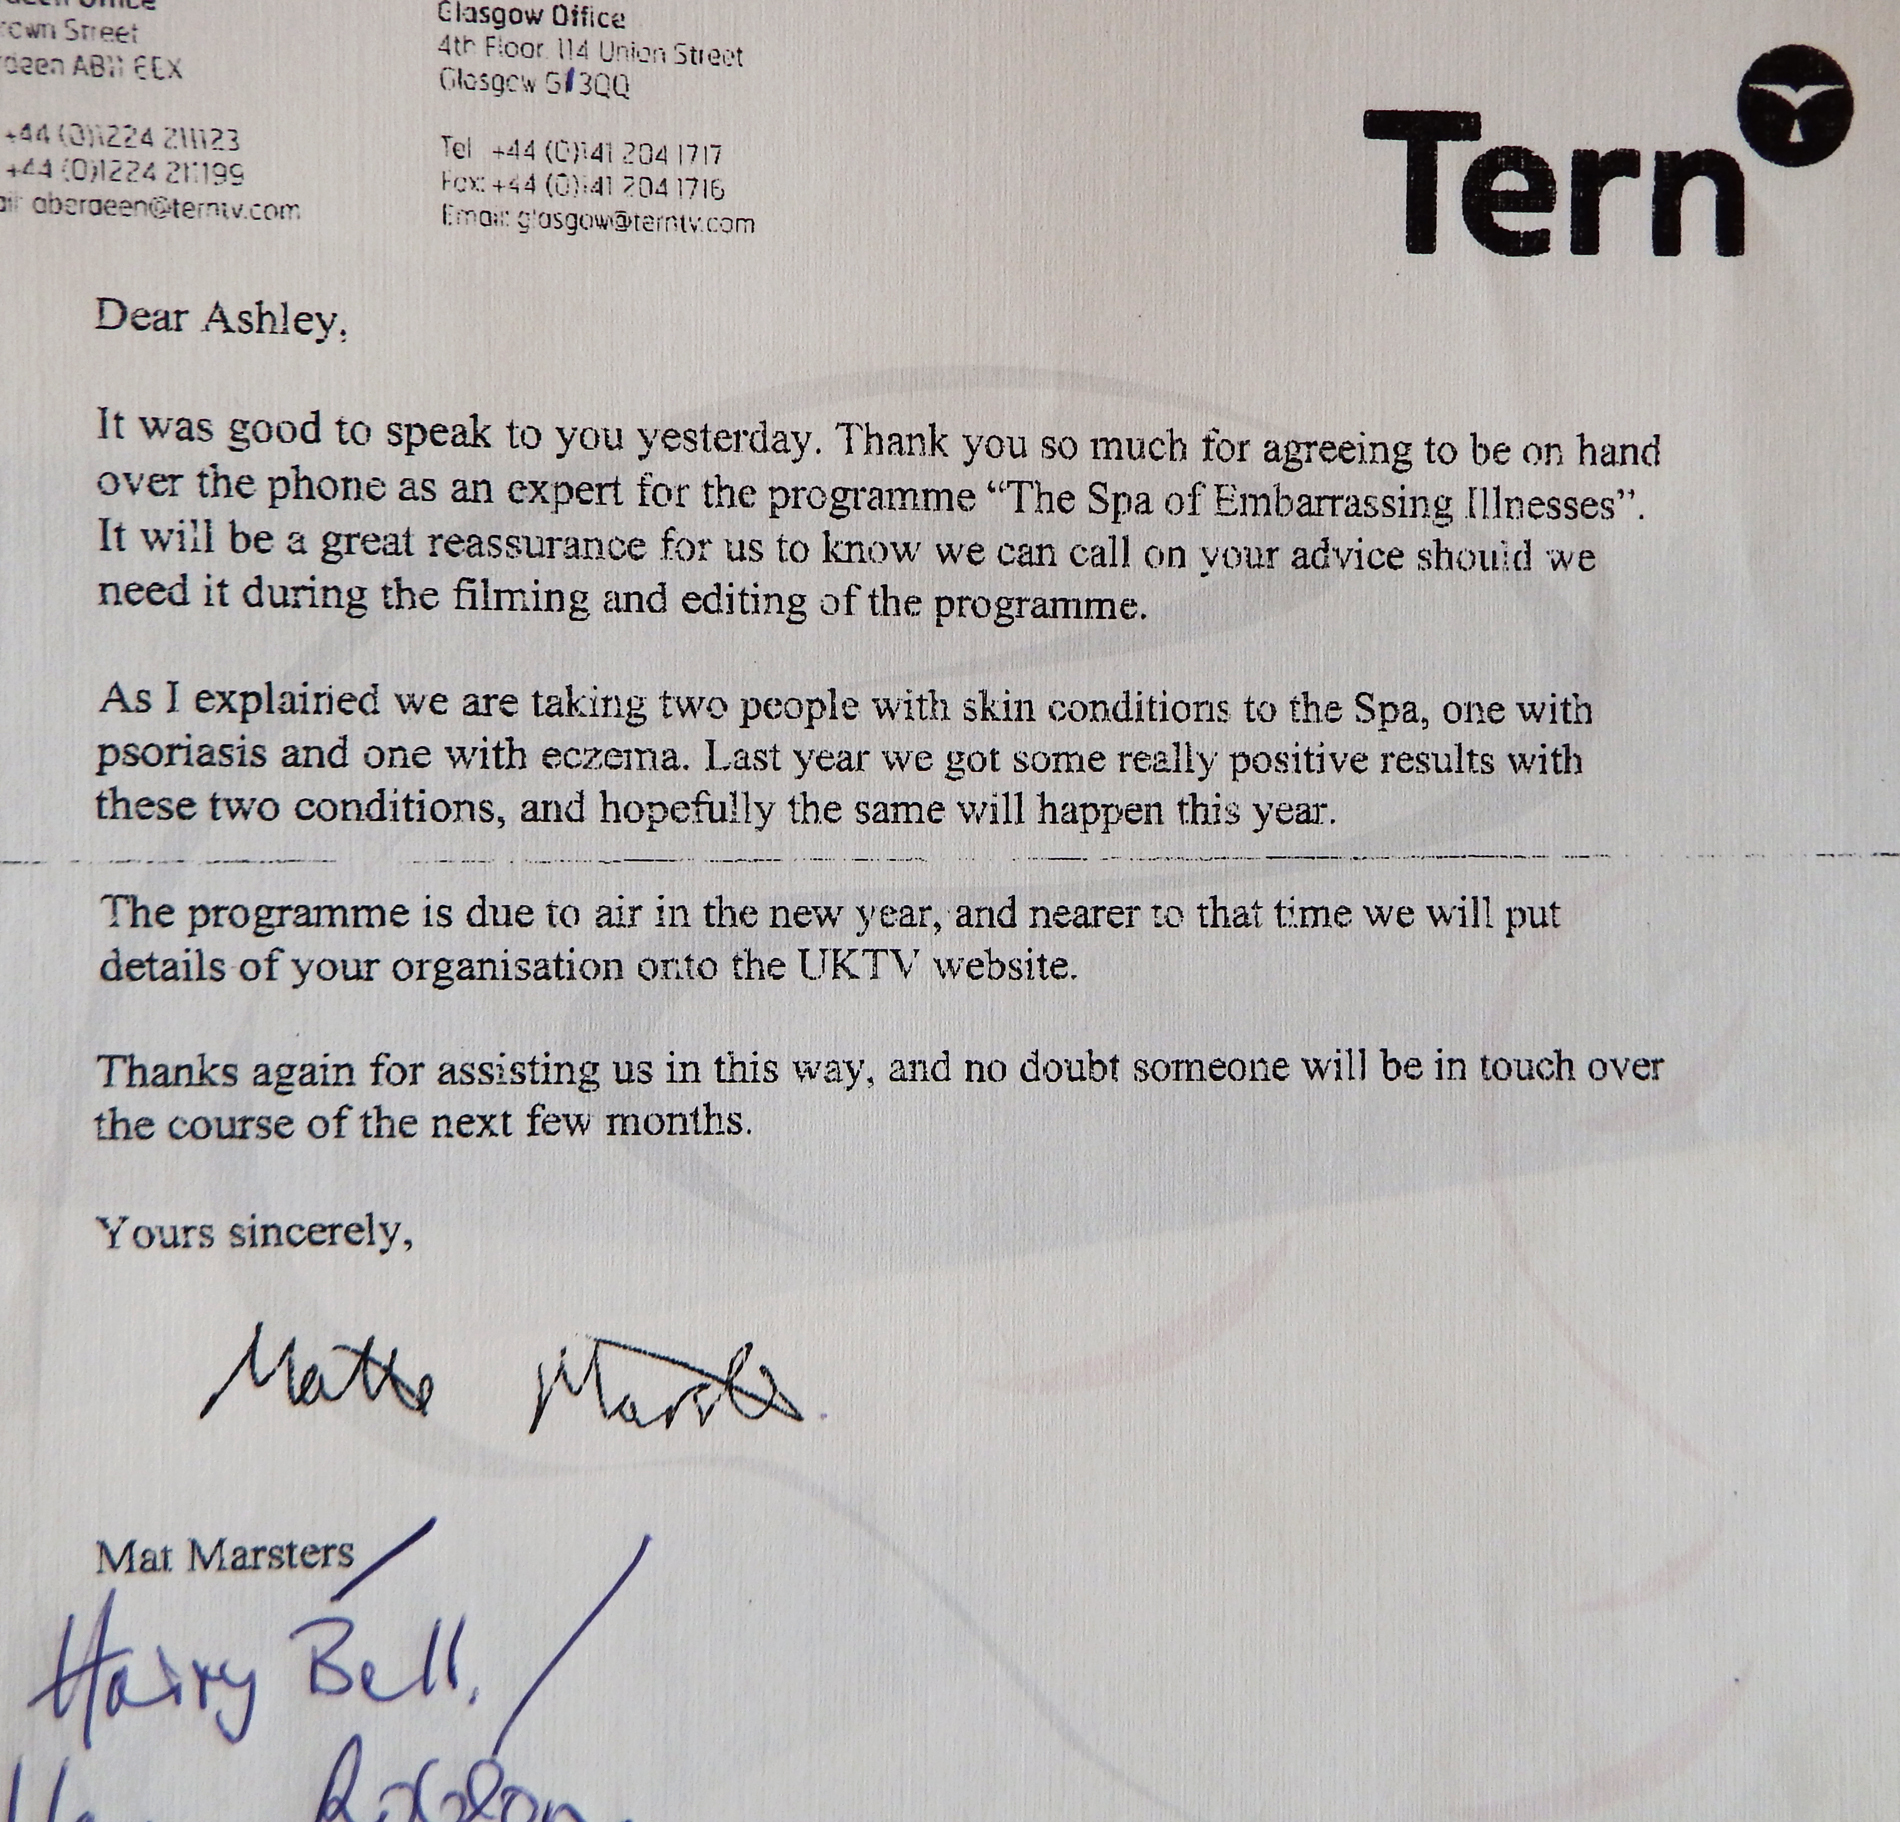 Street
AB11
+44 (0)1224 211123
+44 (0)1224 211199
aberdeen@terntv.com
Glasgow Office
4th Floor, 114 Union Street
Glasgow G1 3QQ
Tel: +44 (0)141 204 1717
Fax: +44 (0)141 204 1716
Email: glasgow@terntv.com
Tern
Dear Ashley,
It was good to speak to you yesterday. Thank you so much for agreeing to be on hand
over the phone as an expert for the programme “The Spa of Embarrassing Illnesses”.
It will be a great reassurance for us to know we can call on your advice should we
need it during the filming and editing of the programme.
As I explained we are taking two people with skin conditions to the Spa, one with
psoriasis and one with eczema. Last year we got some really positive results with
these two conditions, and hopefully the same will happen this year.
The programme is due to air in the new year, and nearer to that time we will put
details of your organisation onto the UKTV website.
Thanks again for assisting us in this way, and no doubt someone will be in touch over
the course of the next few months.
Yours sincerely,
Mat Marsters
Harry Bell.